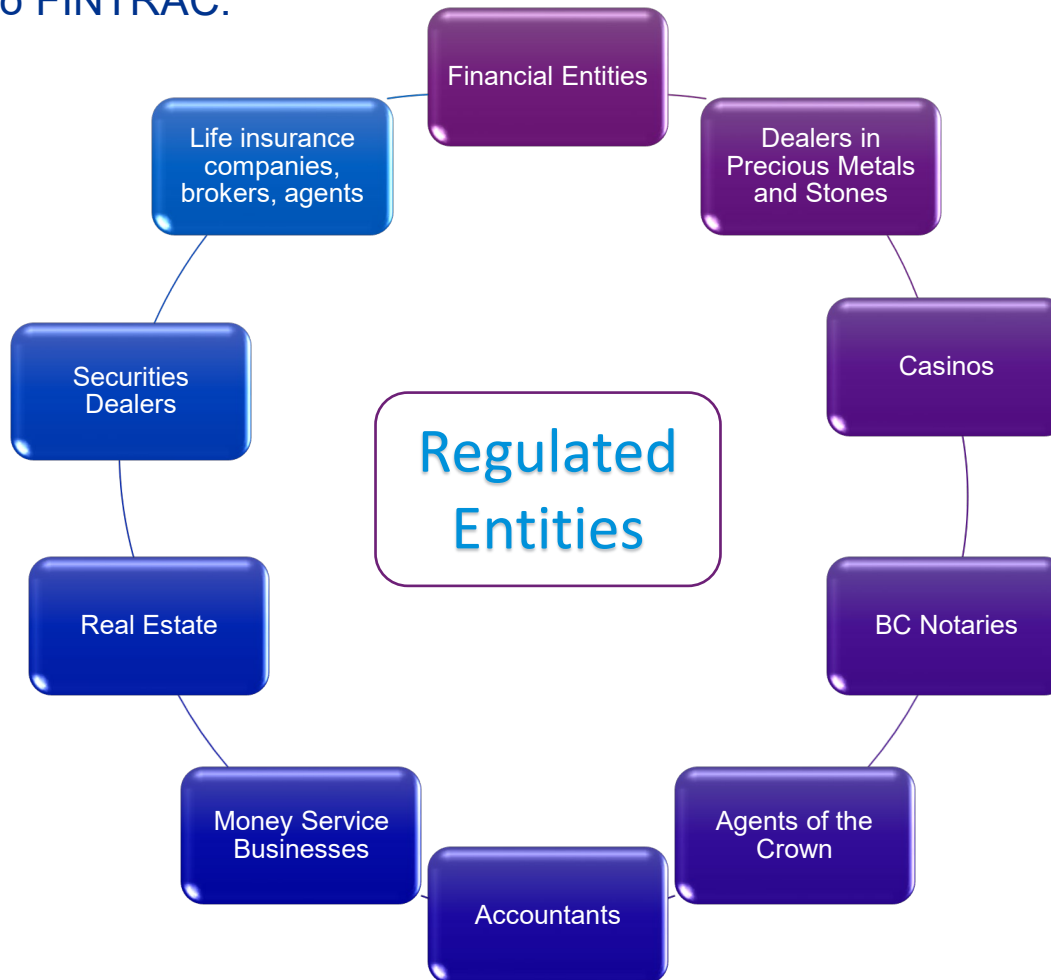 o FINTRAC.
Financial Entities
Dealers in
Precious Metals
and Stones
Casinos
BC Notaries
Agents of the
Crown
Accountants
Money Service
Businesses
Real Estate
Securities
Dealers
Life insurance
companies,
brokers, agents
Regulated
Entities